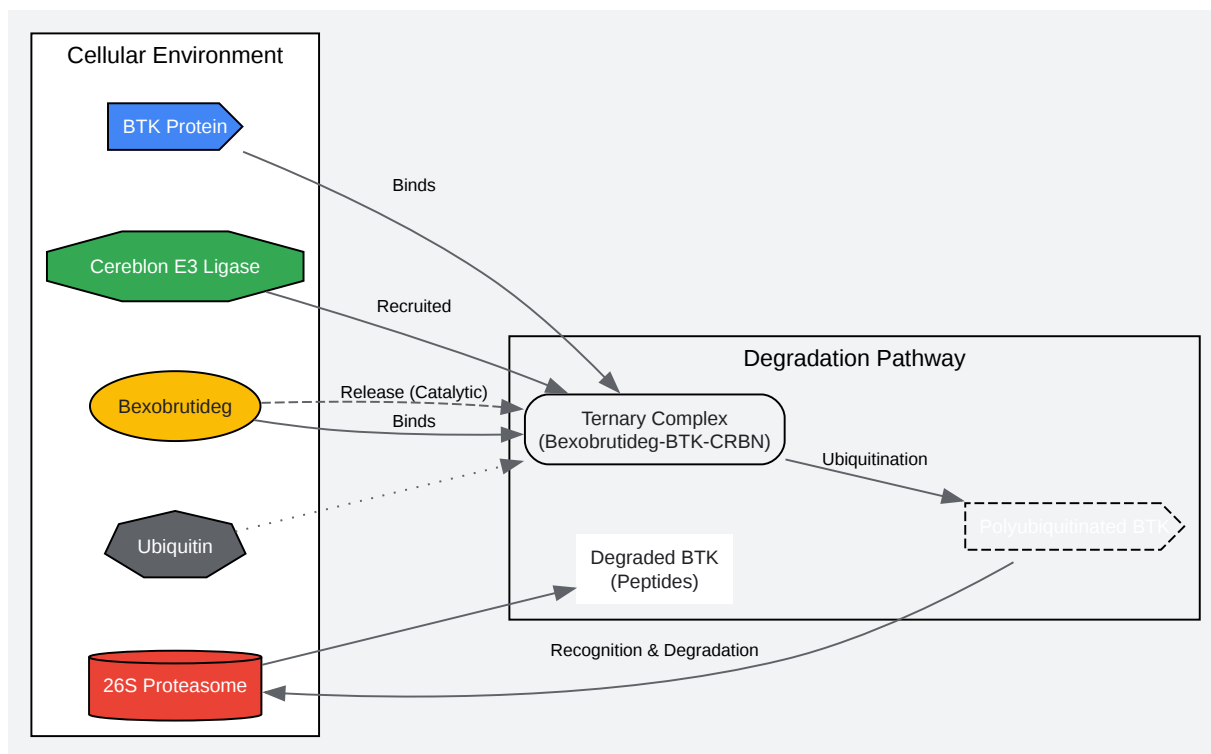 Cellular Environment
BTK Protein
Binds
Cereblon E3 Ligase
Recruited
Degradation Pathway
Bexobrutideg
Release (Catalytic)
Binds
Ternary Complex
(Bexobrutideg-BTK-CRBN)
Ubiquitination
Polyubiquitinated BTK
Ubiquitin
Degraded BTK
(Peptides)
Recognition & Degradation
26S Proteasome